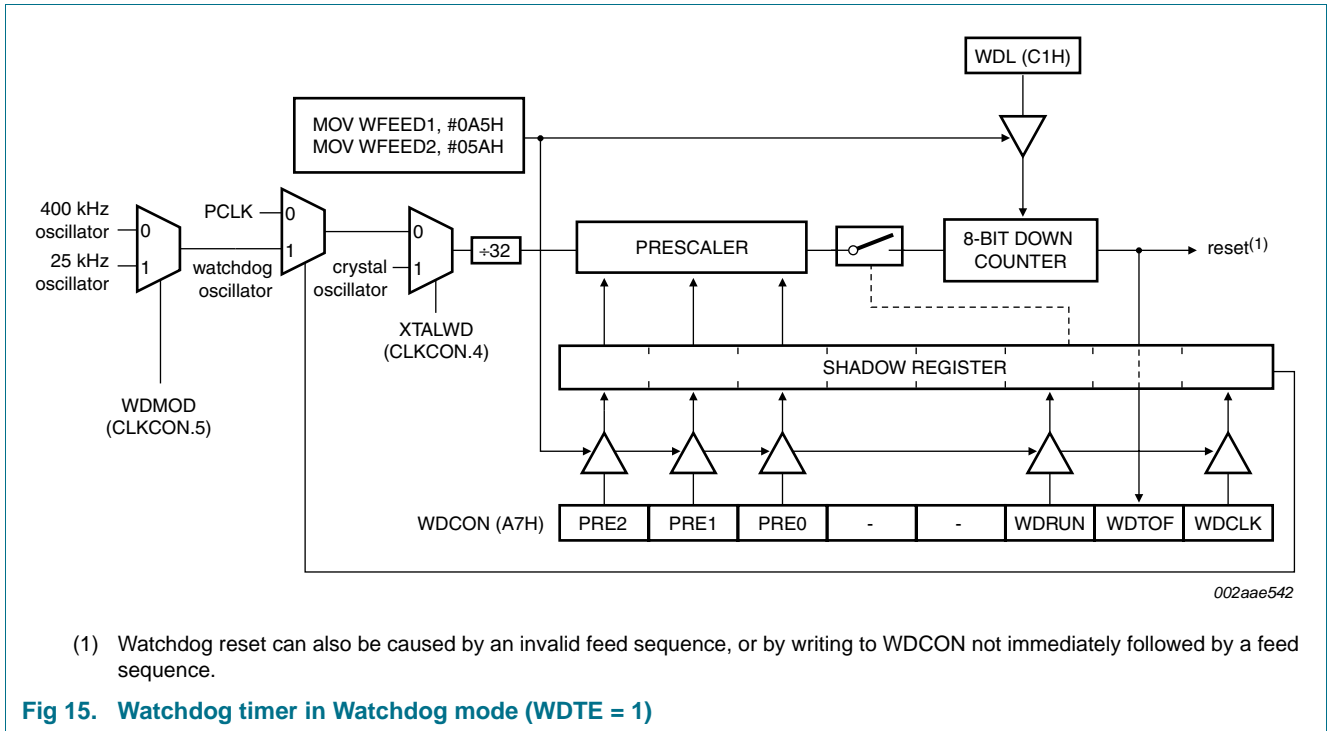 WDL (C1H)
MOV WFEED1, #0A5H
MOV WFEED2, #05AH
400 kHz
oscillator
25 kHz
oscillator
0
1
PCLK
0
1
watchdog
oscillator
0
1
crystal
oscillator
÷32
PRESCALER
8-BIT DOWN
COUNTER
reset(1)
XTALWD
(CLKCON.4)
WDMOD
(CLKCON.5)
SHADOW REGISTER
WDCON (A7H)
PRE2
PRE1
PRE0
-
-
WDRUN
WDTOF
WDCLK
002aae542
(1) Watchdog reset can also be caused by an invalid feed sequence, or by writing to WDCON not immediately followed by a feed
sequence.
Fig 15. Watchdog timer in Watchdog mode (WDTE = 1)